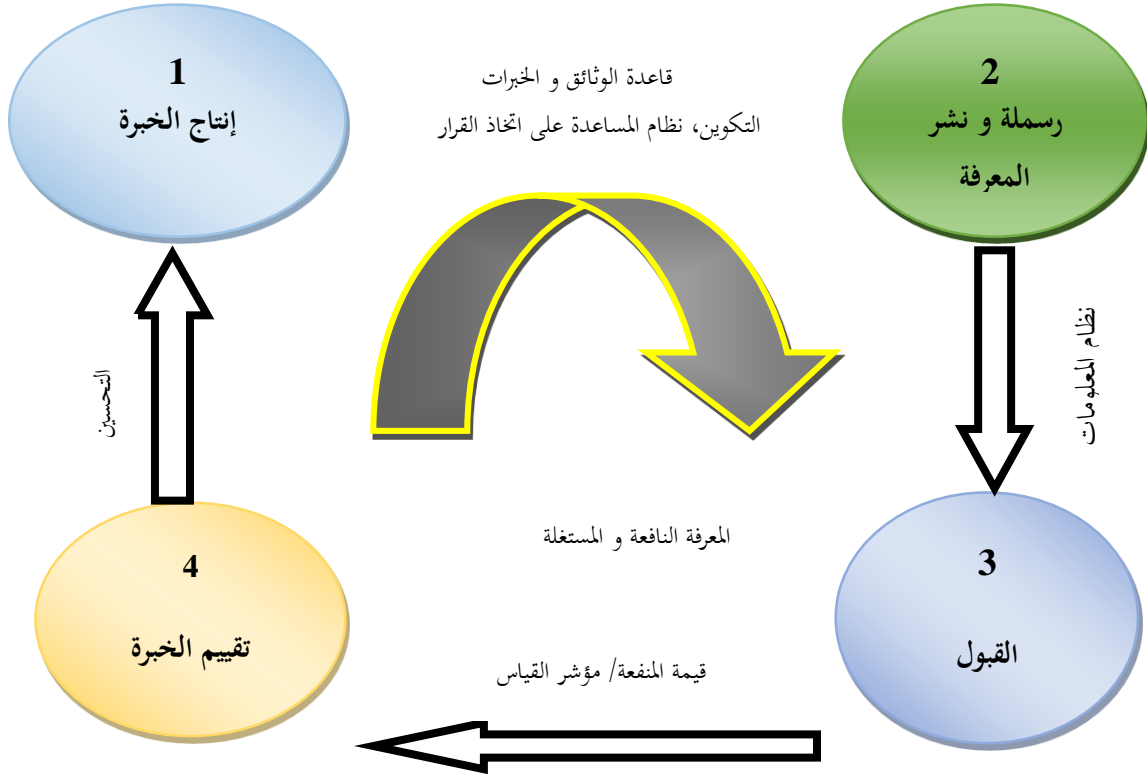 1
إنتاج الخبرة
قاعدة الوثائق و الخبرات
التكوين، نظام المساعدة على اتخاذ القرار
2
رسملة و نشر
المعرفة
نظام المعلومات
3
القبول
المعرفة النافعة و المستغلة
قيمة المنفعة/ مؤشر القياس
4
تقييم الخبرة
التحسين